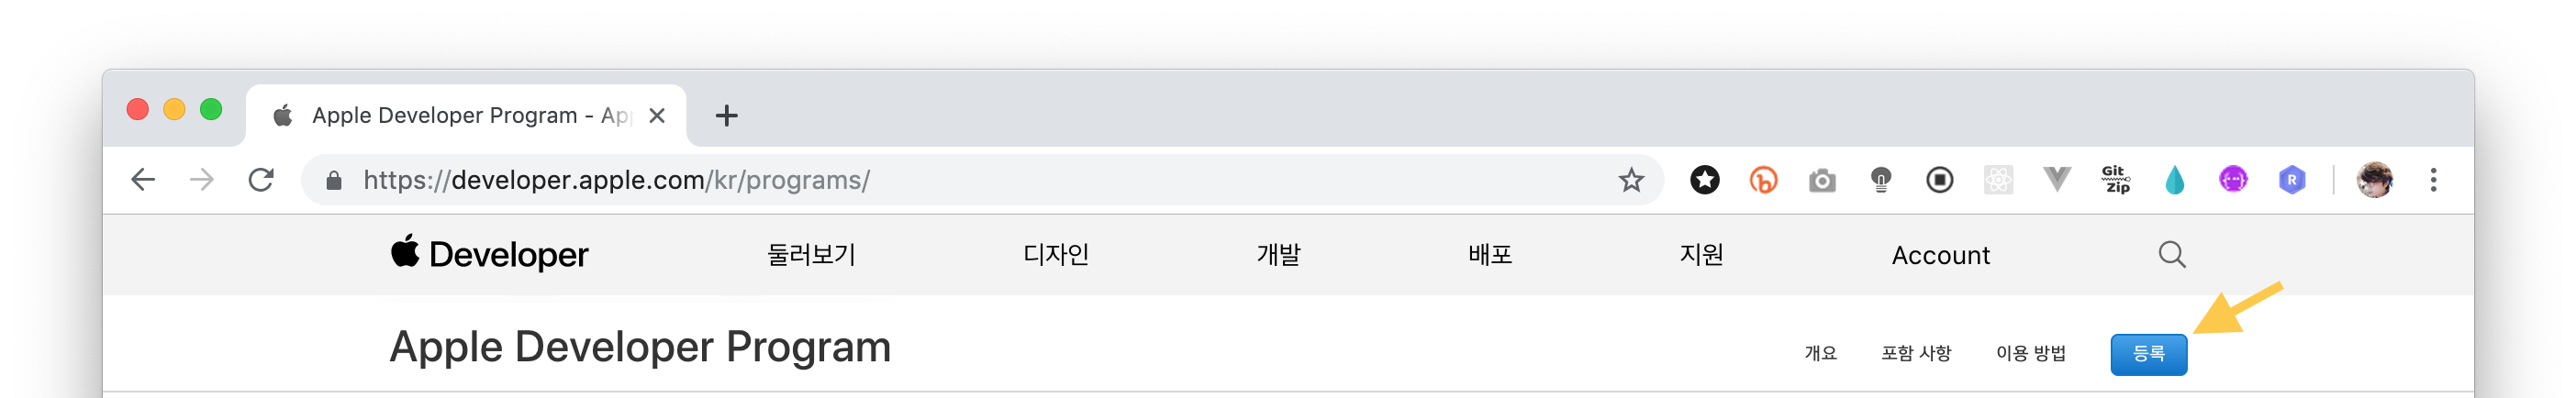 Apple Developer Program - Ap
https://developer.apple.com/kr/programs/
Git Zip
R
Developer 둘러보기 디자인 개발 배포 지원 Account
Apple Developer Program 개요 포함 사항 이용 방법 등록